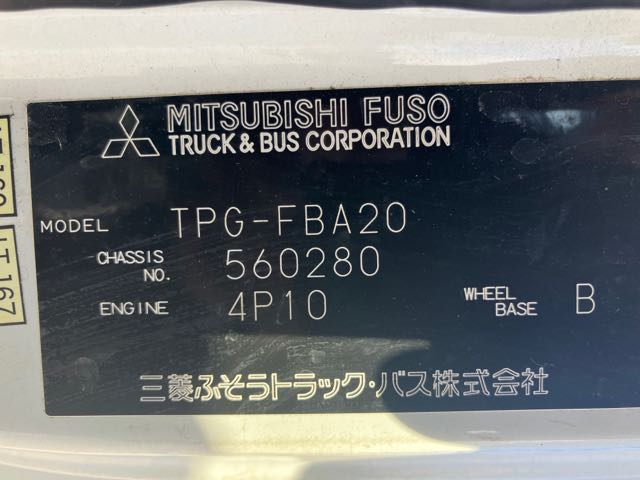 MITSUBISHI FUSO
TRUCK & BUS CORPORATION
MODEL TPG-FBA20
CHASSIS NO. 560280
ENGINE 4P10 WHEEL BASE B
三菱ふそうトラック・バス株式会社
167